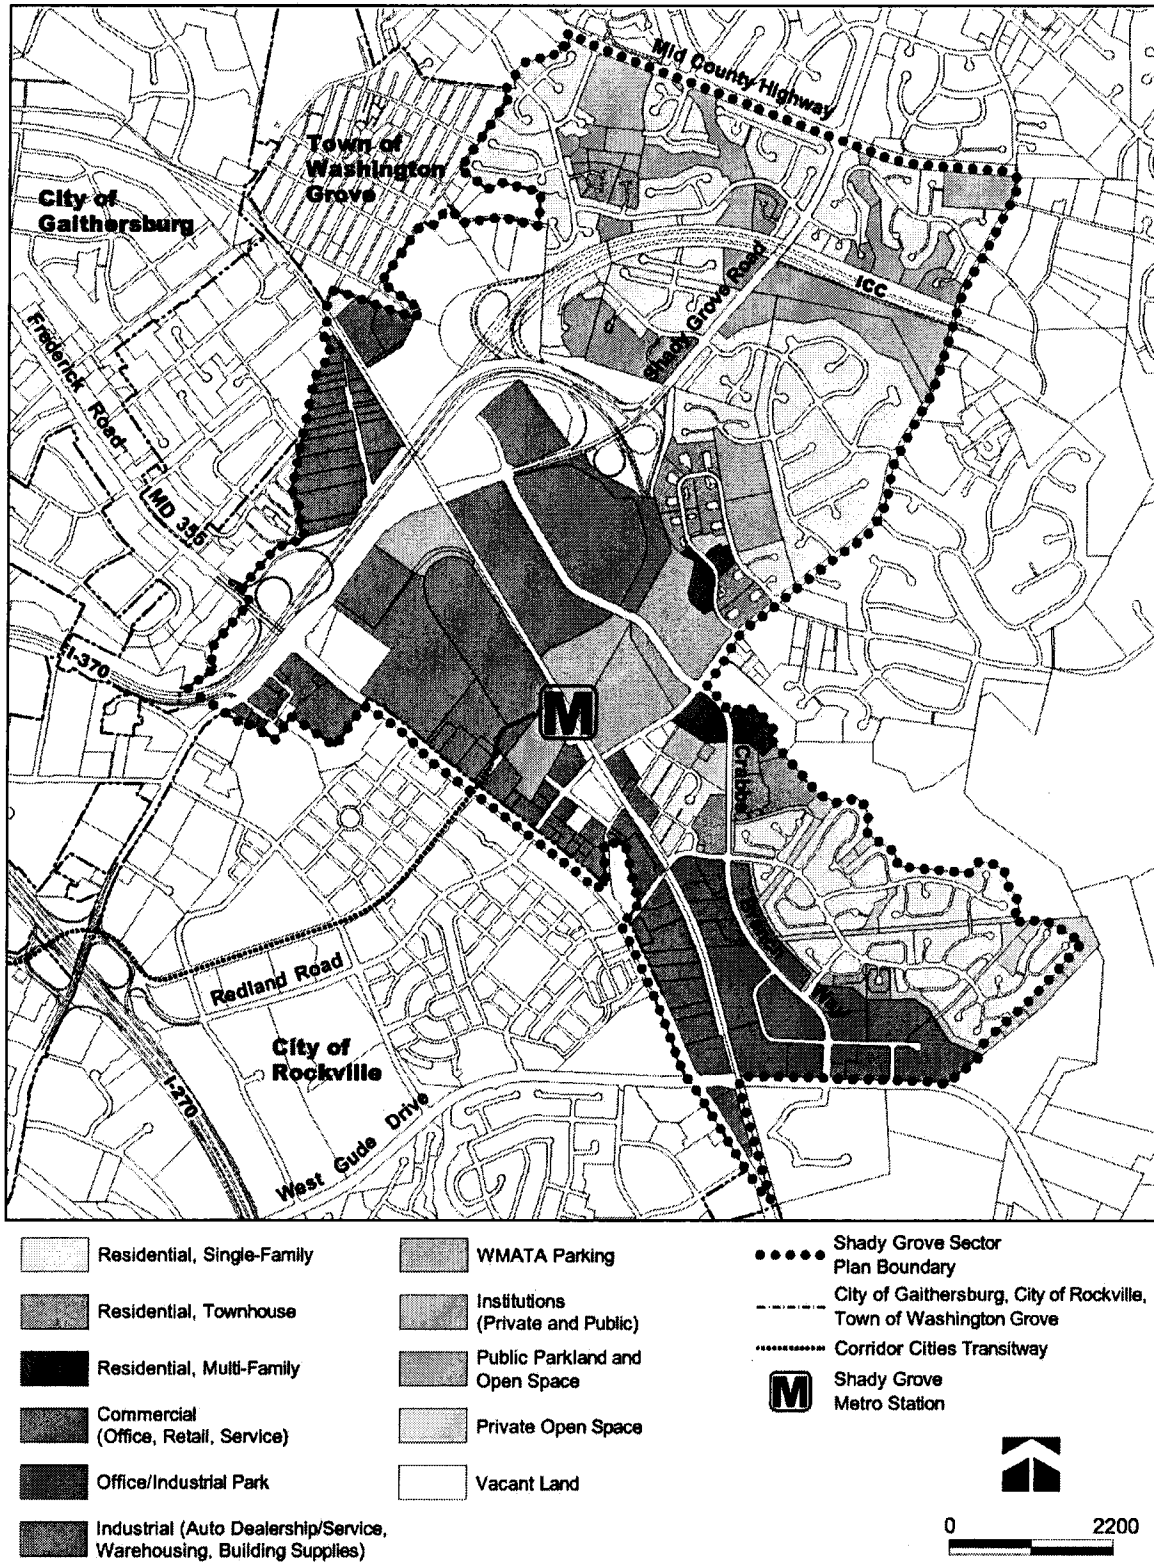 Mid County Highway
Town of
Washington
Grove
City of
Gaithersburg
ICC
Shady Grove Road
Frederick Road
MD 355
I-370
M
Crabbs
Way
Redland Road
City of
Rockville
I-270
West Gude Drive
Residential, Single-Family
Residential, Townhouse
Residential, Multi-Family
Commercial
(Office, Retail, Service)
Office/Industrial Park
Industrial (Auto Dealership/Service,
Warehousing, Building Supplies)
WMATA Parking
Institutions
(Private and Public)
Public Parkland and
Open Space
Private Open Space
Vacant Land
Shady Grove Sector
Plan Boundary
City of Gaithersburg, City of Rockville,
Town of Washington Grove
Corridor Cities Transitway
M
Shady Grove
Metro Station
0 2200